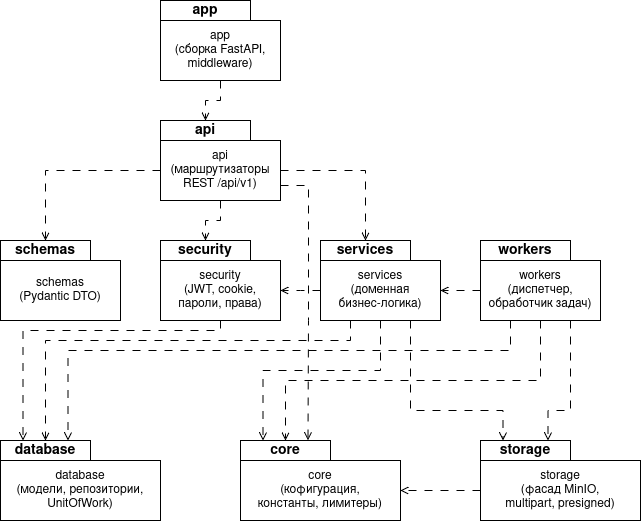 app
app
(сборка FastAPI,
middleware)
api
api
(маршрутизаторы
REST /api/v1)
schemas
schemas
(Pydantic DTO)
security
security
(JWT, cookie,
пароли, права)
services
services
(доменная
бизнес-логика)
workers
workers
(диспетчер,
обработчик задач)
database
database
(модели, репозитории,
UnitOfWork)
core
core
(кофигурация,
константы, лимитеры)
storage
storage
(фасад MinIO,
multipart, presigned)